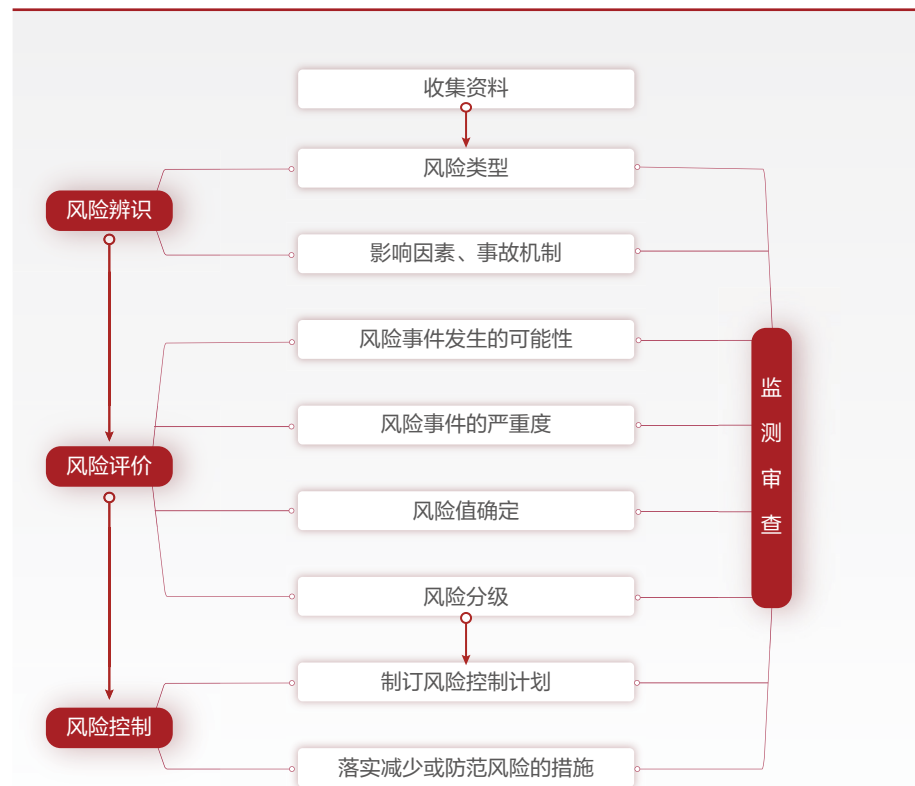 收集资料
风险类型
风险辨识
影响因素、事故机制
风险事件发生的可能性
风险事件的严重度
风险评价
风险值确定
风险分级
制订风险控制计划
风险控制
落实减少或防范风险的措施
监
测
审
查